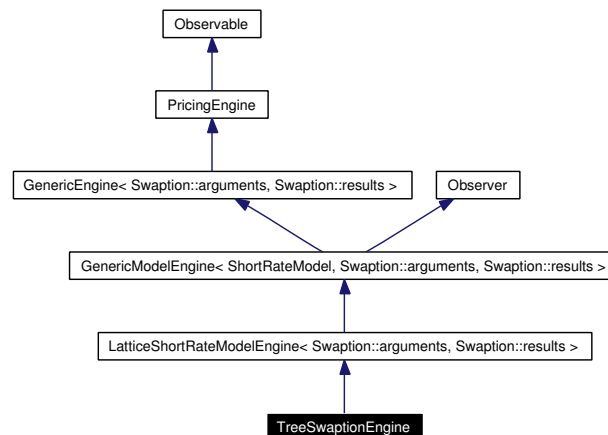 Observable
PricingEngine
GenericEngine< Swaption::arguments, Swaption::results >
Observer
GenericModelEngine< ShortRateModel, Swaption::arguments, Swaption::results >
LatticeShortRateModelEngine< Swaption::arguments, Swaption::results >
TreeSwaptionEngine